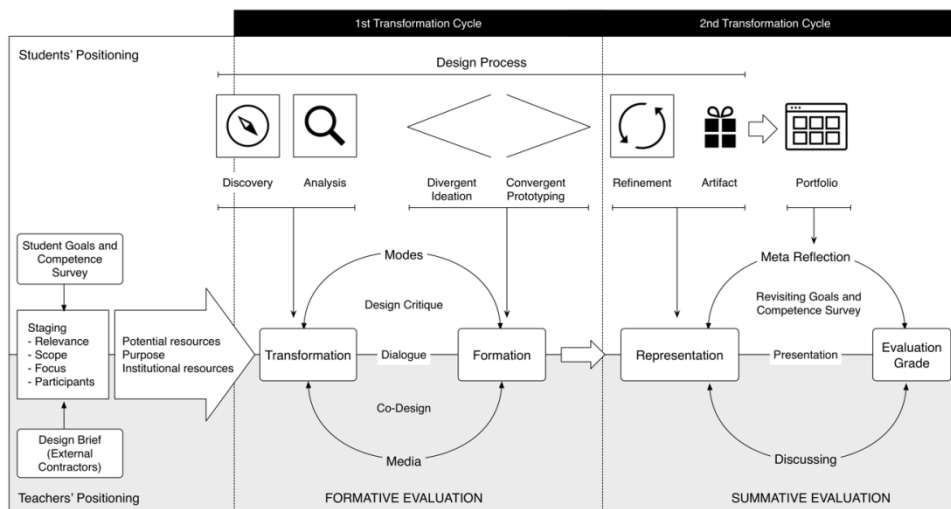 1st Transformation Cycle
2nd Transformation Cycle
Students' Positioning
Design Process
Discovery
Analysis
Divergent
Ideation
Convergent
Prototyping
Refinement
Artifact
Portfolio
Student Goals and
Competence
Survey
Modes
Meta Reflection
Design Critique
Revisiting Goals and
Competence Survey
Staging
- Relevance
- Scope
- Focus
- Participants
Potential resources
Purpose
Institutional resources
Transformation
Dialogue
Formation
Representation
Presentation
Evaluation
Grade
Co-Design
Design Brief
(External
Contractors)
Media
Discussing
Teachers' Positioning
FORMATIVE EVALUATION
SUMMATIVE EVALUATION